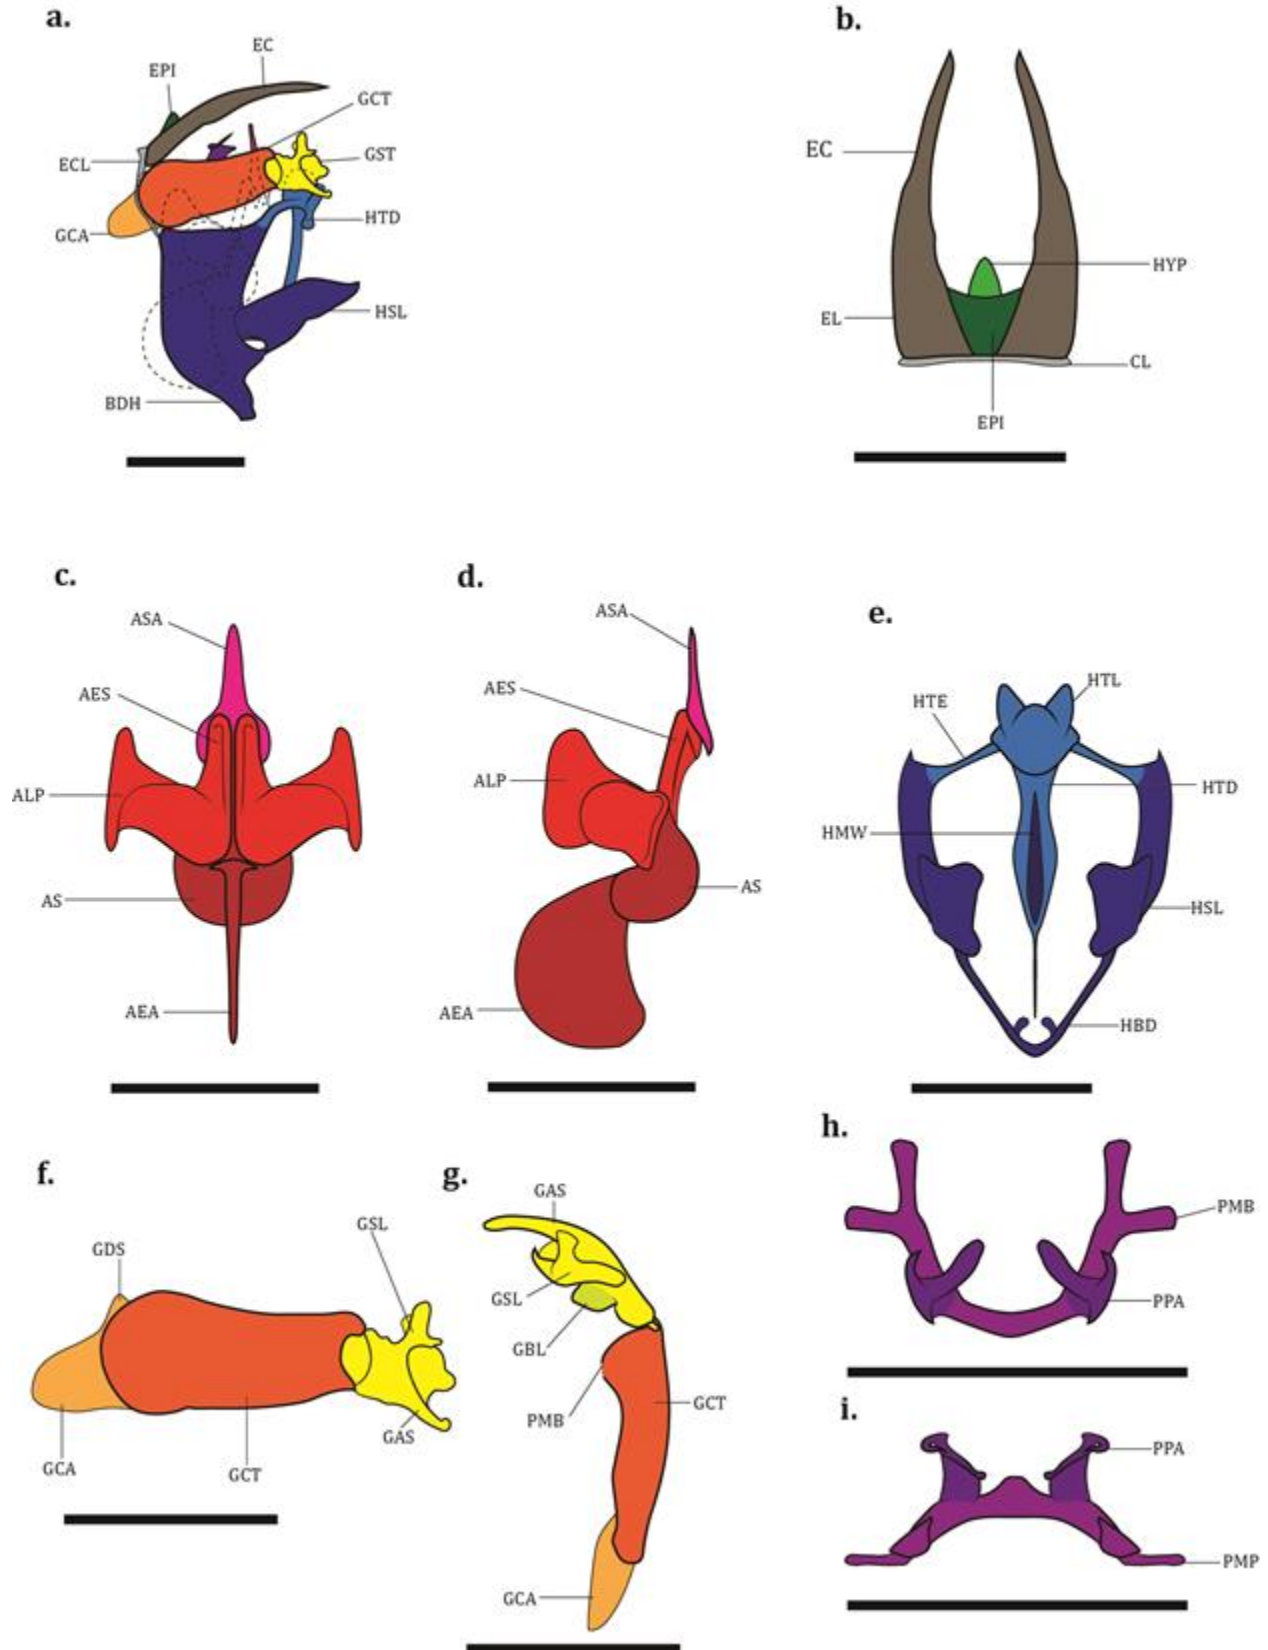 a.
EC
EPI
GCT
ECL
GST
GCA
HTD
HSL
BDH
b.
EC
HYP
EL
CL
EPI
c.
ASA
AES
ALP
AS
AEA
d.
ASA
AES
ALP
AS
AEA
e.
HTL
HTE
HTD
HMW
HSL
HBD
f.
GSL
GDS
GAS
GCA
GCT
g.
GAS
GSL
GBL
GCT
PMB
GCA
h.
PMB
PPA
i.
PPA
PMP